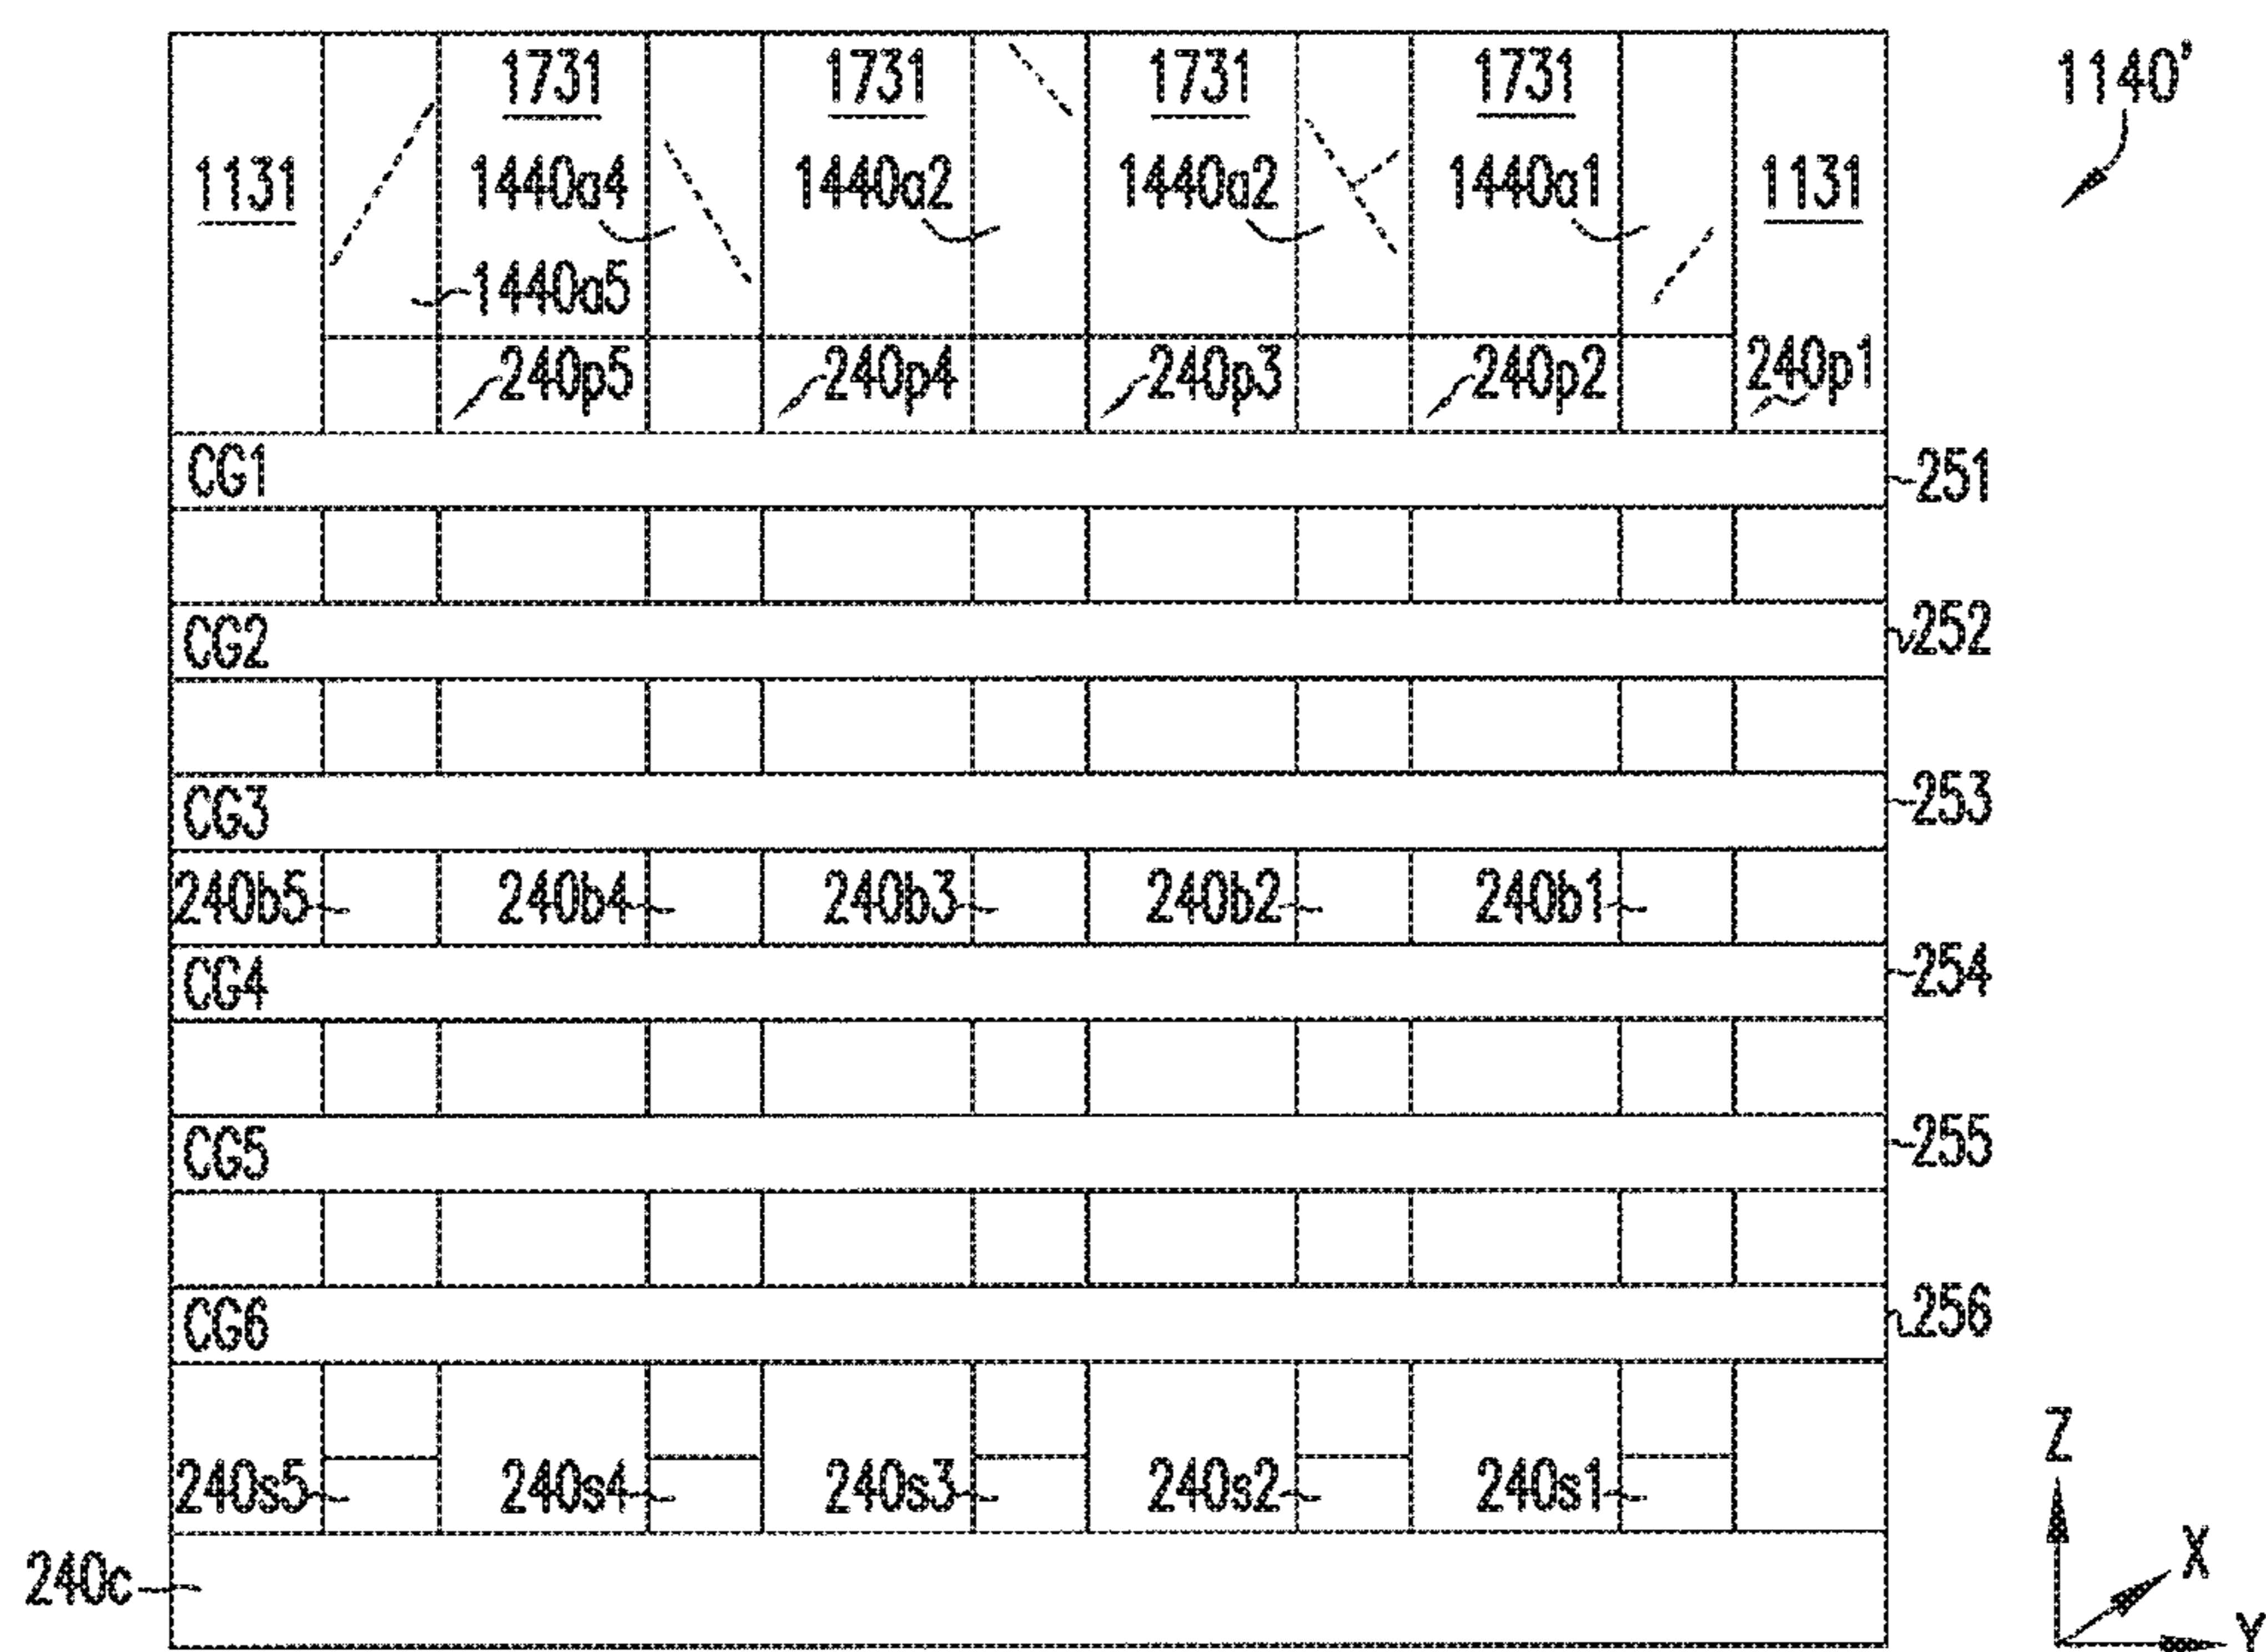 1731 1731 1731 1731 1140'
1131 1440a4 1440a2 1440a2 1440a1 1131
1440a5
240p5 240p4 240p3 240p2 240p1
CG1 251
CG2 252
CG3 253
240b5 240b4 240b3 240b2 240b1
CG4 254
CG5 255
CG6 256
240s5 240s4 240s3 240s2 240s1
240c
Z
X
Y